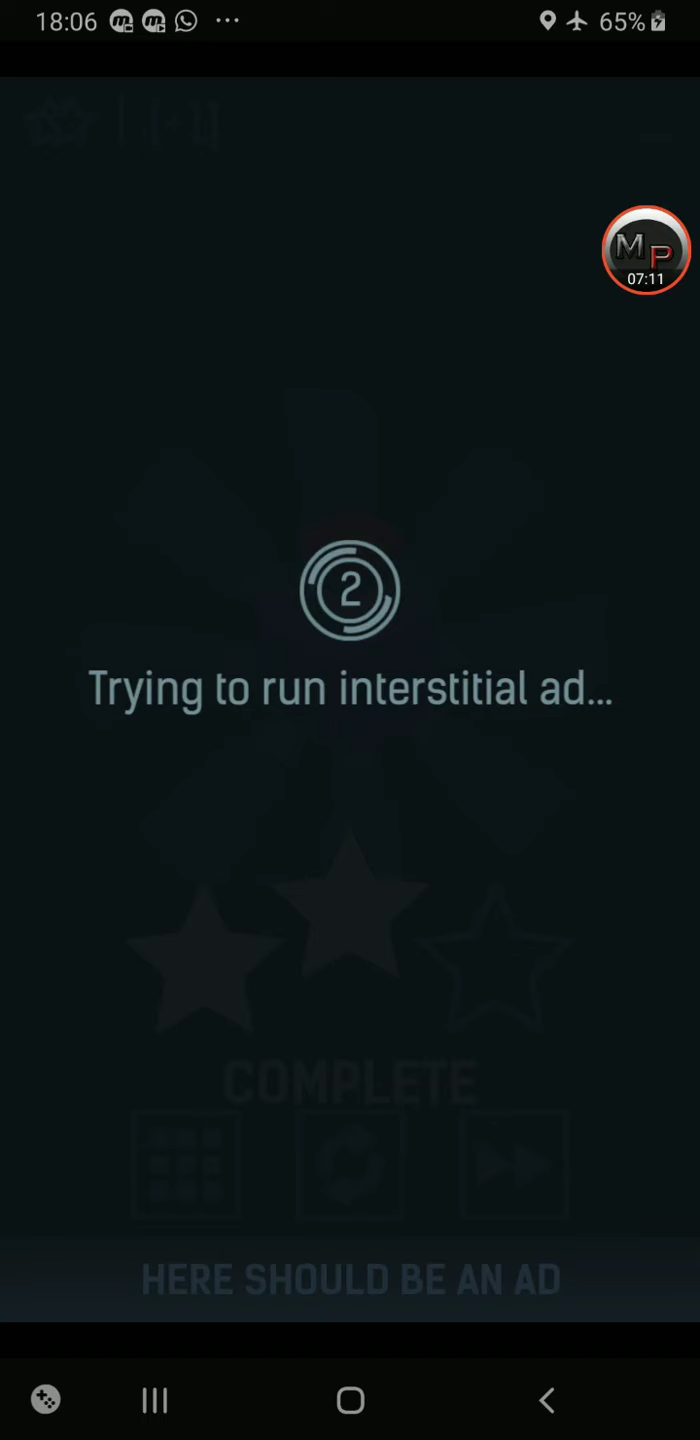 18:06
65%
MP
07:11
2
Trying to run interstitial ad...
COMPLETE
HERE SHOULD BE AN AD